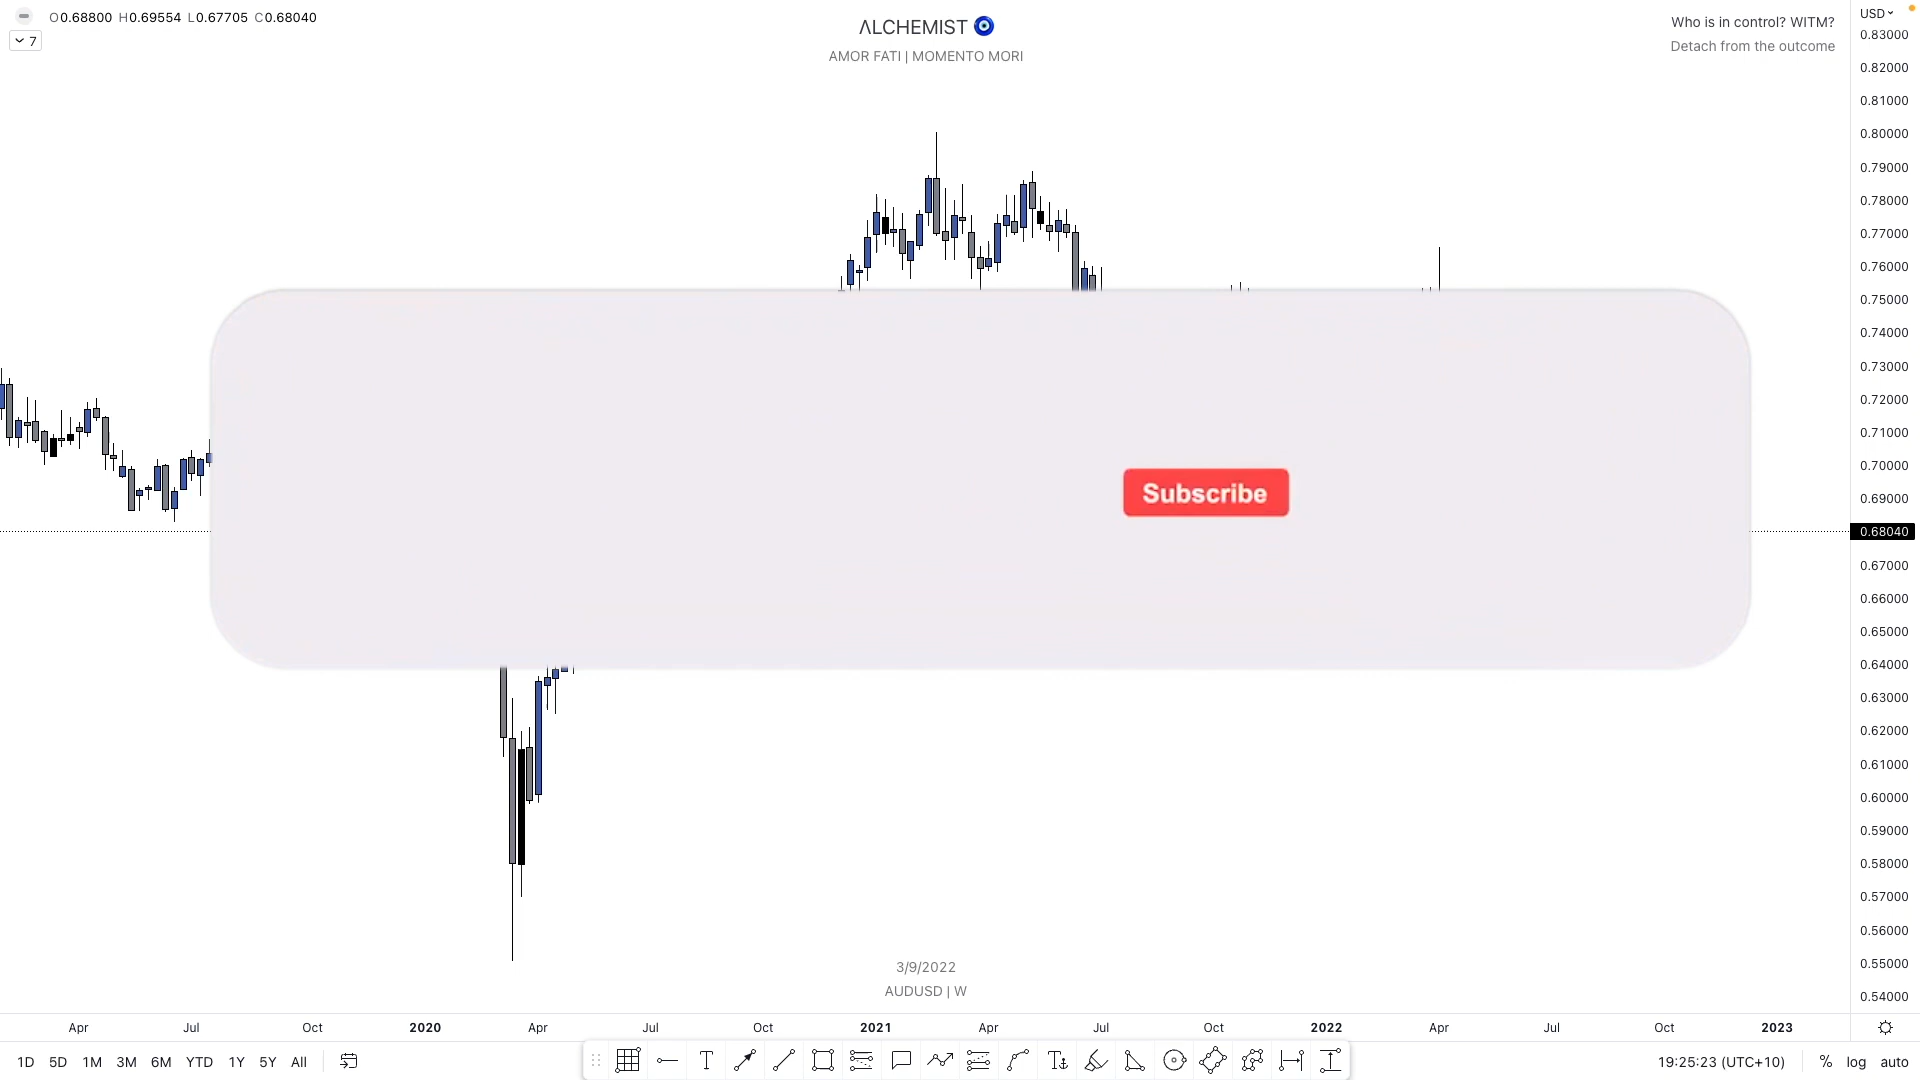 O0.68800 H0.69554 L0.67705 C0.68040
7
ΛLCHEMIST
AMOR FATI | MOMENTO MORI
Who is in control? WITM?
Detach from the outcome
USD
0.83000
0.82000
0.81000
0.80000
0.79000
0.78000
0.77000
0.76000
0.75000
0.74000
0.73000
0.72000
0.71000
0.70000
0.69000
0.68040
0.67000
0.66000
0.65000
0.64000
0.63000
0.62000
0.61000
0.60000
0.59000
0.58000
0.57000
0.56000
0.55000
0.54000
Subscribe
3/9/2022
AUDUSD | W
Apr Jul Oct 2020 Apr Jul Oct 2021 Apr Jul Oct 2022 Apr Jul Oct 2023
1D 5D 1M 3M 6M YTD 1Y 5Y All
19:25:23 (UTC+10) % log auto